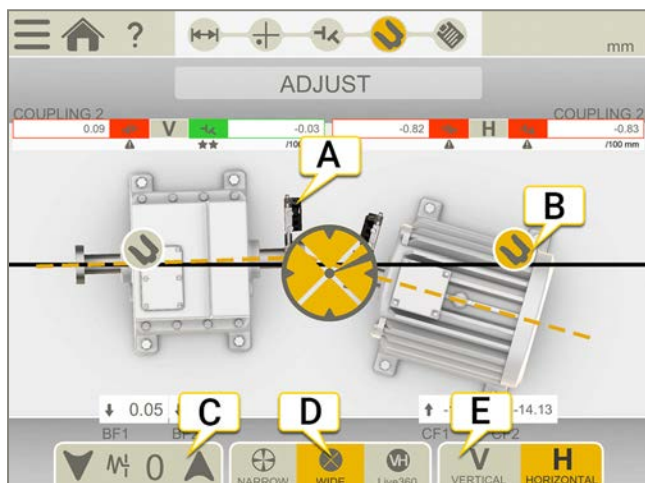 ?
mm
ADJUST
COUPLING 2 COUPLING 2
0.09 V -0.03 -0.82 H -0.83
/100 mm
A
B
0.05
-14.13
C D E
BF1 CF1
0 V H
NARROW WIDE Live360 VERTICAL HORIZONTAL
VH